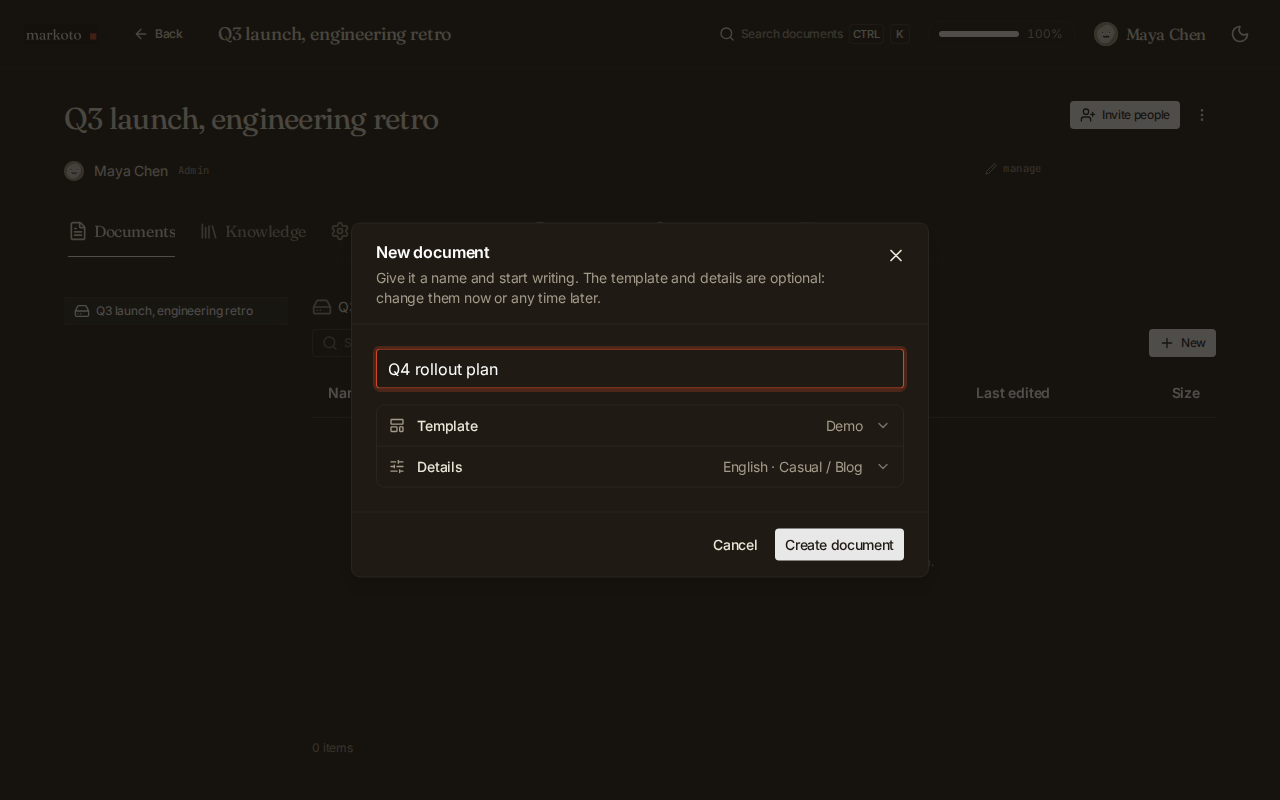 markoto
Back
Q3 launch, engineering retro
Search documents CTRL K
100%
Maya Chen
Q3 launch, engineering retro
Invite people
Maya Chen Admin
manage
Documents
Knowledge
New document
Give it a name and start writing. The template and details are optional:
change them now or any time later.
Q3 launch, engineering retro
Q4 rollout plan
New
Last edited
Size
Template
Demo
Details
English · Casual / Blog
Cancel
Create document
0 items